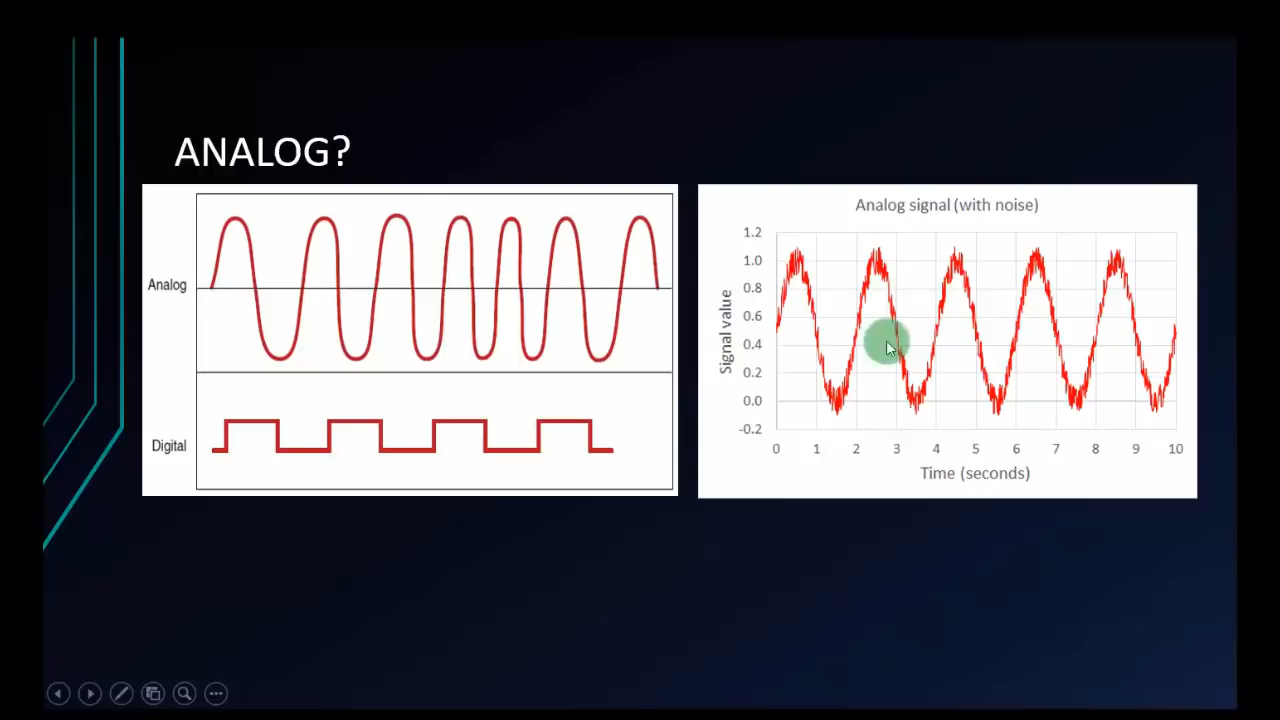 ANALOG?
Analog
Digital
Analog signal (with noise)
Signal value
1.2
1.0
0.8
0.6
0.4
0.2
0.0
-0.2
0 1 2 3 4 5 6 7 8 9 10
Time (seconds)